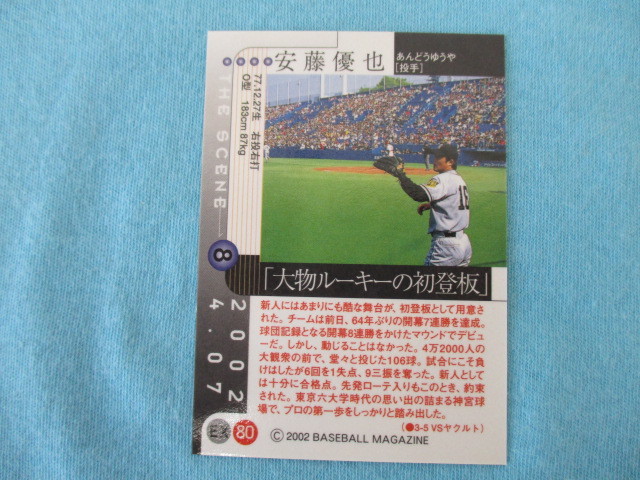 安藤優也
あんどうゆうや
[投手]
77.12.27生 右投右打
O型 183cm 87kg
THE SCENE
8
2002
4.07
16
「大物ルーキーの初登板」
新人にはあまりにも酷な舞台が、初登板として用意さ
れた。チームは前日、64年ぶりの開幕7連勝を達成。
球団記録となる開幕8連勝をかけたマウンドでデビュ
ーだ。しかし、動じることはなかった。4万2000人の
大観衆の前で、堂々と投じた106球。試合にこそ負
けはしたが6回を1失点、9三振を奪った。新人として
は十分に合格点。先発ローテ入りもこのとき、約束さ
れた。東京六大学時代の思い出の詰まる神宮球
場で、プロの第一歩をしっかりと踏み出した。
(●3-5 VSヤクルト)
EX 80
© 2002 BASEBALL MAGAZINE